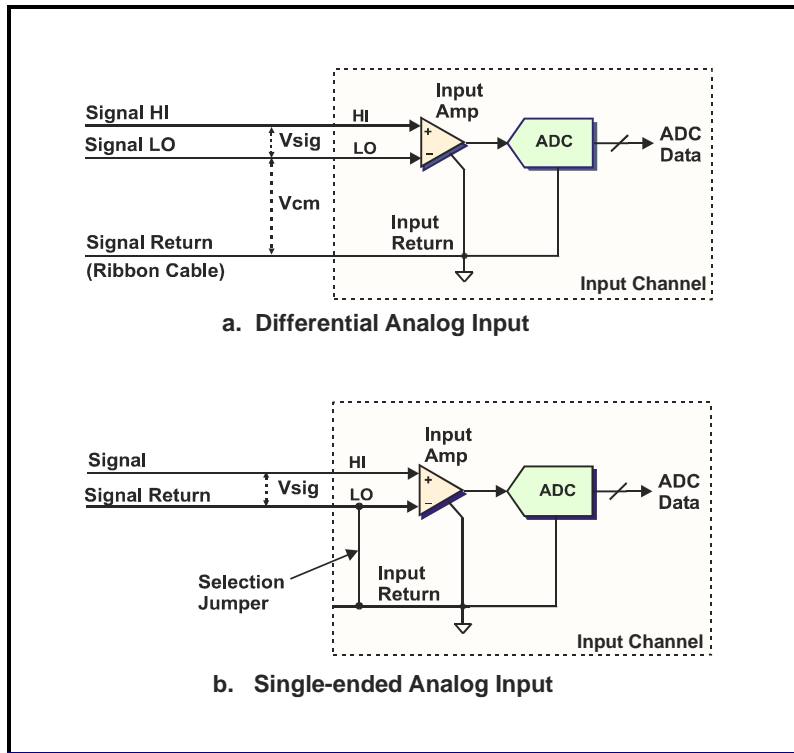 Input
Amp
Signal HI
HI
Vsig
+
−
ADC
ADC
Data
Signal LO
LO
Vcm
Input
Return
Signal Return
(Ribbon Cable)
Input Channel
a. Differential Analog Input
Input
Amp
Signal
HI
Vsig
+
−
ADC
ADC
Data
Signal Return
LO
Selection
Jumper
Input
Return
Input Channel
b. Single-ended Analog Input